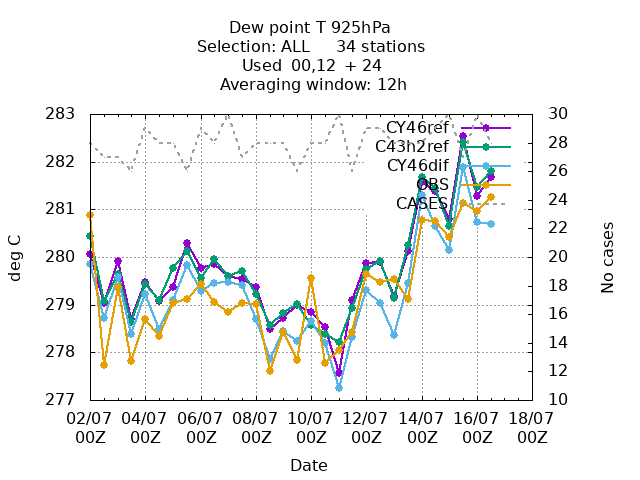 Dew point T 925hPa
Selection: ALL 34 stations
Used 00,12 + 24
Averaging window: 12h
283
282
281
280
279
278
277
deg C
30
28
26
24
22
20
18
16
14
12
10
No cases
CY46ref
C43h2ref
CY46dif
OBS
CASES
02/07 04/07 06/07 08/07 10/07 12/07 14/07 16/07 18/07
00Z 00Z 00Z 00Z 00Z 00Z 00Z 00Z 00Z
Date